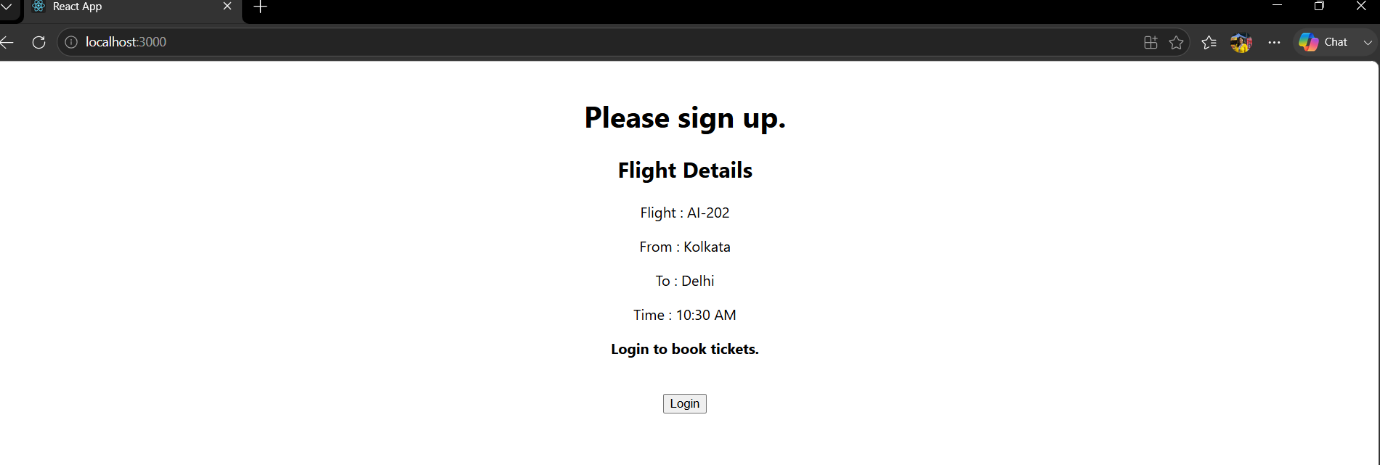 React App
localhost:3000
Chat
Please sign up.
Flight Details
Flight : AI-202
From : Kolkata
To : Delhi
Time : 10:30 AM
Login to book tickets.
Login